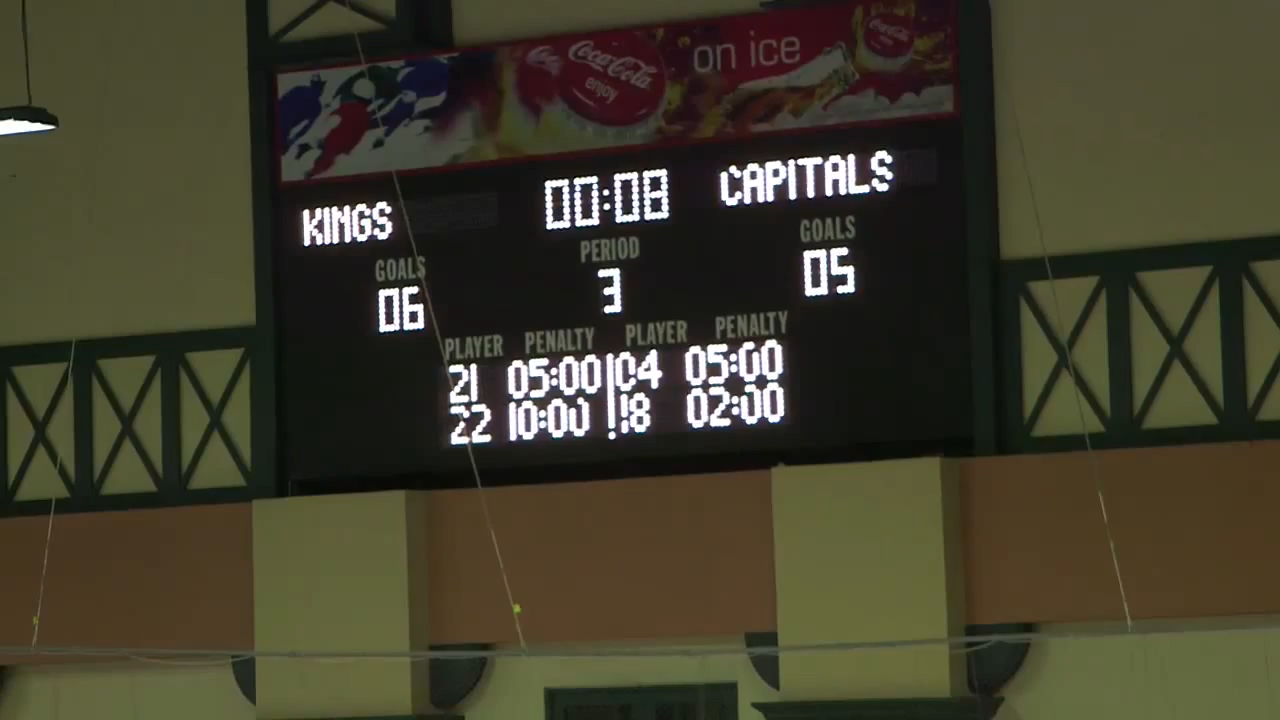 Coca-Cola enjoy on ice Coca-Cola
KINGS 00:08 CAPITALS
GOALS PERIOD GOALS
06 3 05
PLAYER PENALTY PLAYER PENALTY
21 05:00 04 05:00
22 10:00 18 02:00